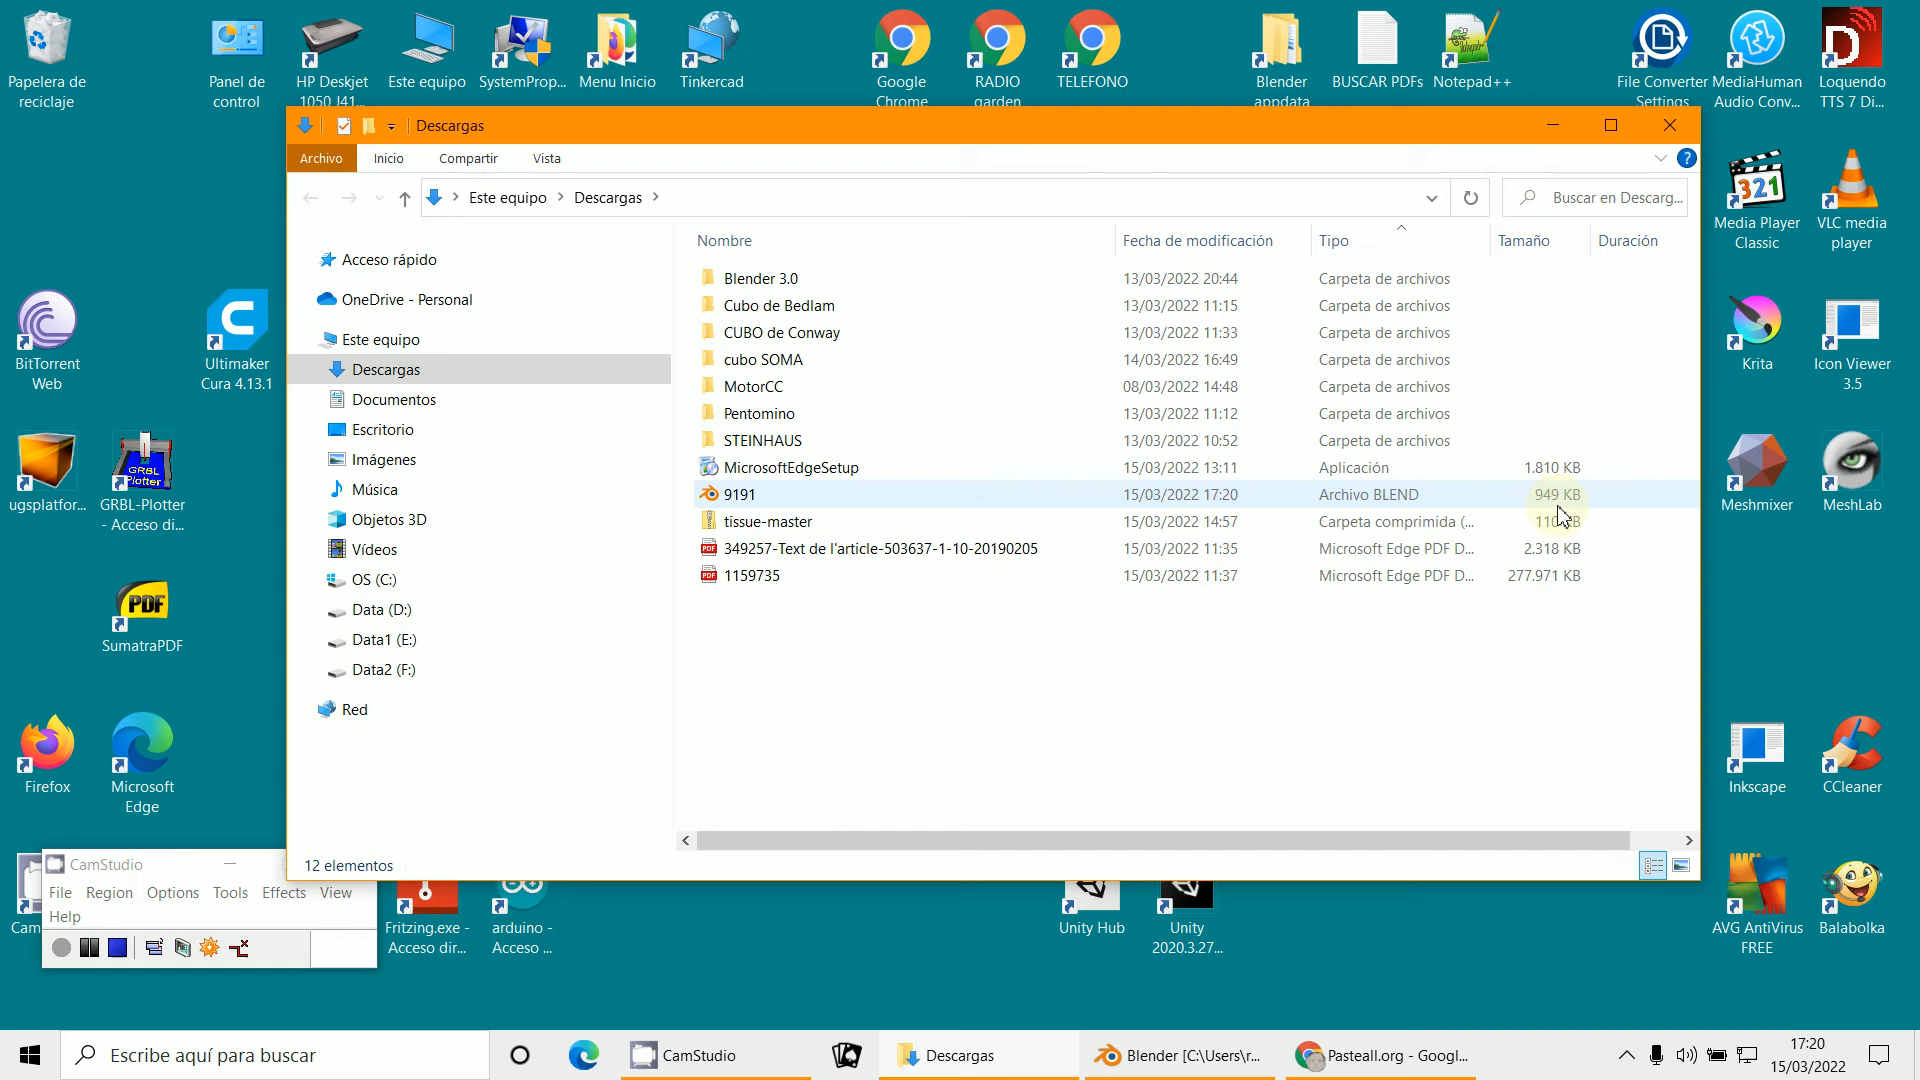 Papelera de
reciclaje
Panel de
control
HP Deskjet
1050 J41...
Este equipo
SystemProp...
Menu Inicio
Tinkercad
Google
Chrome
RADIO
garden
TELEFONO
Blender
appdata
BUSCAR PDFs
Notepad++
File Converter
Settings
MediaHuman
Audio Conv...
Loquendo
TTS 7 Di...
Descargas
Archivo
Inicio
Compartir
Vista
Este equipo
Descargas
Buscar en Descarg...
Nombre
Fecha de modificación
Tipo
Tamaño
Duración
Acceso rápido
OneDrive - Personal
Este equipo
Descargas
Documentos
Escritorio
Imágenes
Música
Objetos 3D
Vídeos
OS (C:)
Data (D:)
Data1 (E:)
Data2 (F:)
Red
Blender 3.0 13/03/2022 20:44 Carpeta de archivos
Cubo de Bedlam 13/03/2022 11:15 Carpeta de archivos
CUBO de Conway 13/03/2022 11:33 Carpeta de archivos
cubo SOMA 14/03/2022 16:49 Carpeta de archivos
MotorCC 08/03/2022 14:48 Carpeta de archivos
Pentomino 13/03/2022 11:12 Carpeta de archivos
STEINHAUS 13/03/2022 10:52 Carpeta de archivos
MicrosoftEdgeSetup 15/03/2022 13:11 Aplicación 1.810 KB
9191 15/03/2022 17:20 Archivo BLEND 949 KB
tissue-master 15/03/2022 14:57 Carpeta comprimida (... 110 KB
349257-Text de l'article-503637-1-10-20190205 15/03/2022 11:35 Microsoft Edge PDF D... 2.318 KB
1159735 15/03/2022 11:37 Microsoft Edge PDF D... 277.971 KB
12 elementos
321
Media Player
Classic
VLC media
player
BitTorrent
Web
Ultimaker
Cura 4.13.1
Krita
Icon Viewer
3.5
ugsplatfor...
GRBL
Plotter
GRBL-Plotter
- Acceso di...
Meshmixer
MeshLab
PDF
SumatraPDF
Firefox
Microsoft
Edge
Inkscape
CCleaner
CamStudio
File
Region
Options
Tools
Effects
View
Help
Cam
Fritzing.exe -
Acceso dir...
arduino -
Acceso ...
Unity Hub
Unity
2020.3.27...
AVG AntiVirus
FREE
Balabolka
Escribe aquí para buscar
CamStudio
Descargas
Blender [C:\Users\r...
Pasteall.org - Googl...
17:20
15/03/2022